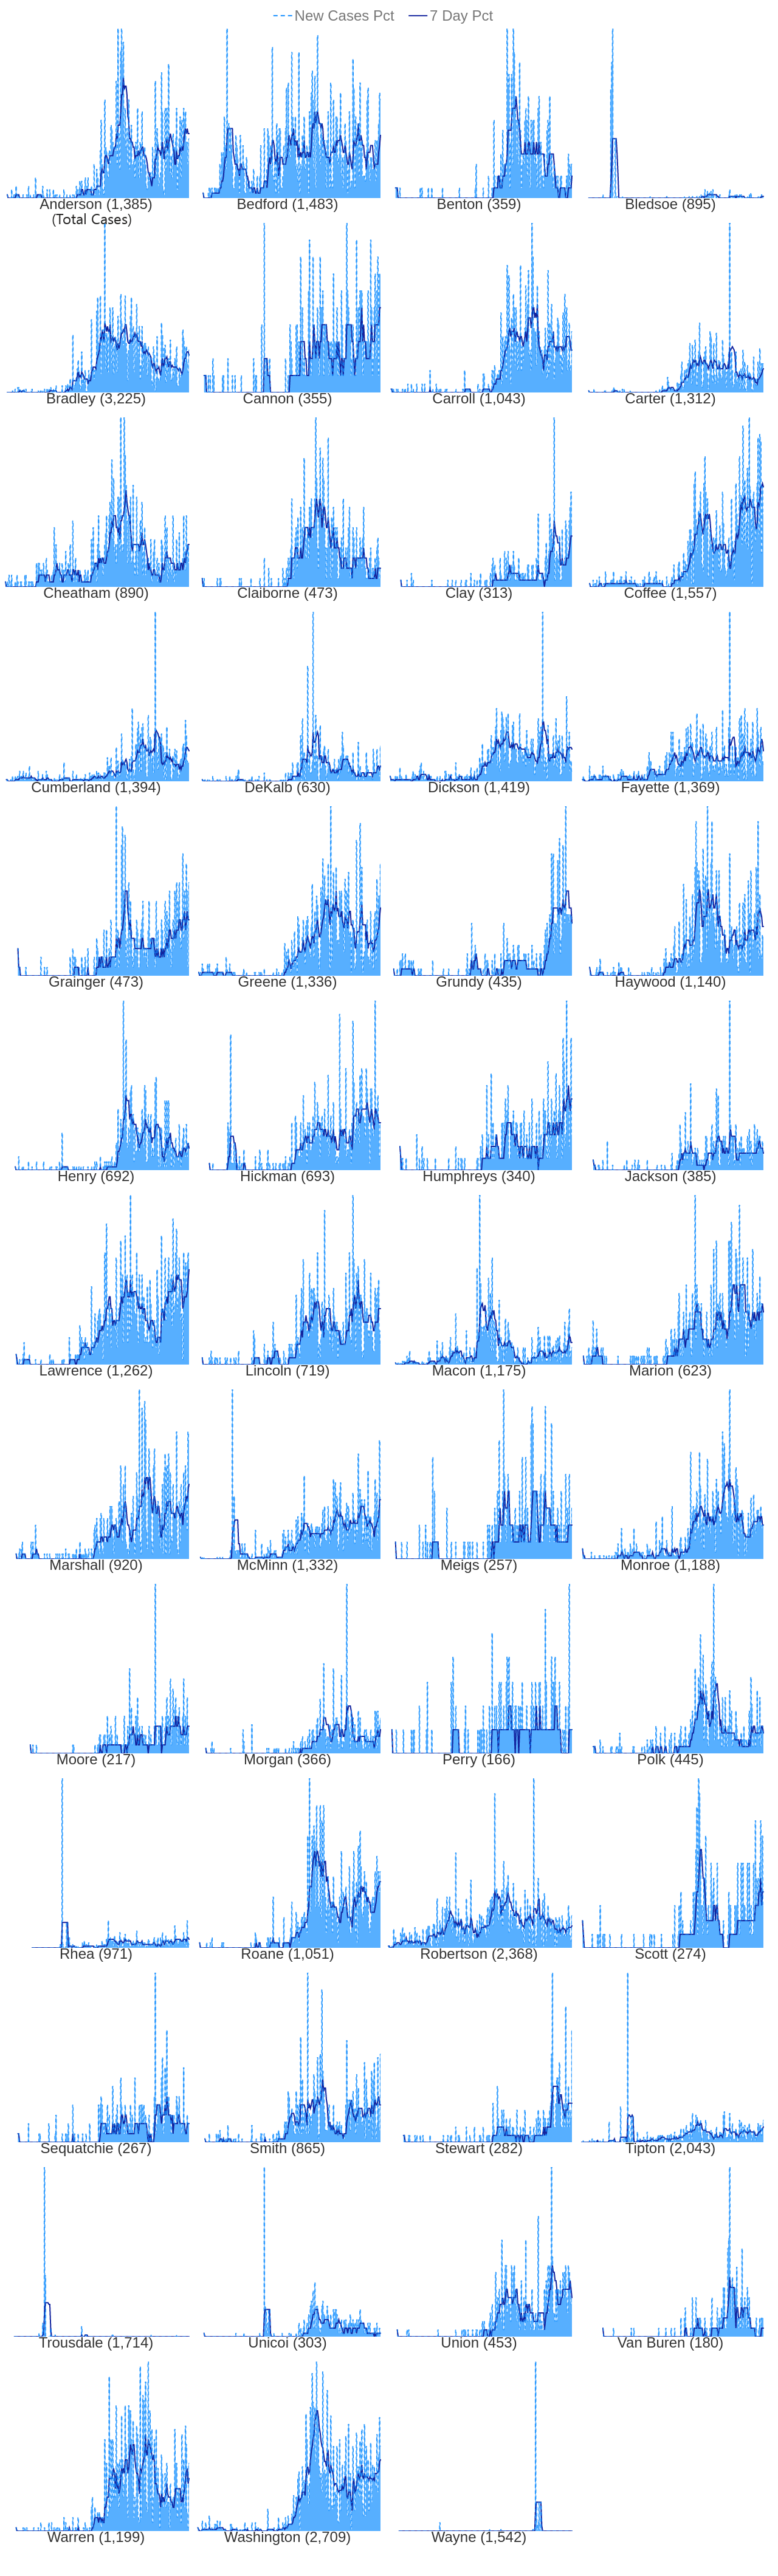 New Cases Pct 7 Day Pct
Anderson (1,385) Bedford (1,483) Benton (359) Bledsoe (895)
(Total Cases)
Bradley (3,225) Cannon (355) Carroll (1,043) Carter (1,312)
Cheatham (890) Claiborne (473) Clay (313) Coffee (1,557)
Cumberland (1,394) DeKalb (630) Dickson (1,419) Fayette (1,369)
Grainger (473) Greene (1,336) Grundy (435) Haywood (1,140)
Henry (692) Hickman (693) Humphreys (340) Jackson (385)
Lawrence (1,262) Lincoln (719) Macon (1,175) Marion (623)
Marshall (920) McMinn (1,332) Meigs (257) Monroe (1,188)
Moore (217) Morgan (366) Perry (166) Polk (445)
Rhea (971) Roane (1,051) Robertson (2,368) Scott (274)
Sequatchie (267) Smith (865) Stewart (282) Tipton (2,043)
Trousdale (1,714) Unicoi (303) Union (453) Van Buren (180)
Warren (1,199) Washington (2,709) Wayne (1,542)